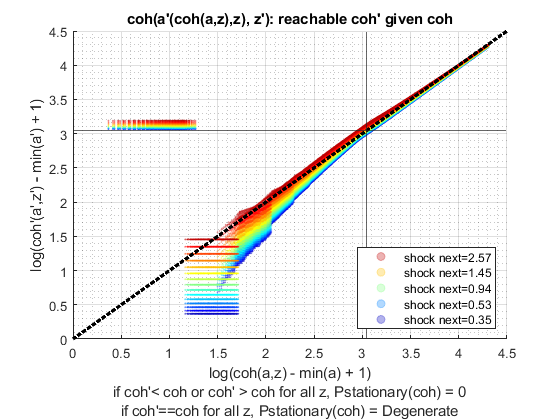 coh(a'(coh(a,z),z), z'): reachable coh' given coh
log(coh'(a',z') - min(a') + 1)
4.5
4
3.5
3
2.5
2
1.5
1
0.5
0
shock next=2.57
shock next=1.45
shock next=0.94
shock next=0.53
shock next=0.35
0 0.5 1 1.5 2 2.5 3 3.5 4 4.5
log(coh(a,z) - min(a) + 1)
if coh'< coh or coh' > coh for all z, Pstationary(coh) = 0
if coh'==coh for all z, Pstationary(coh) = Degenerate